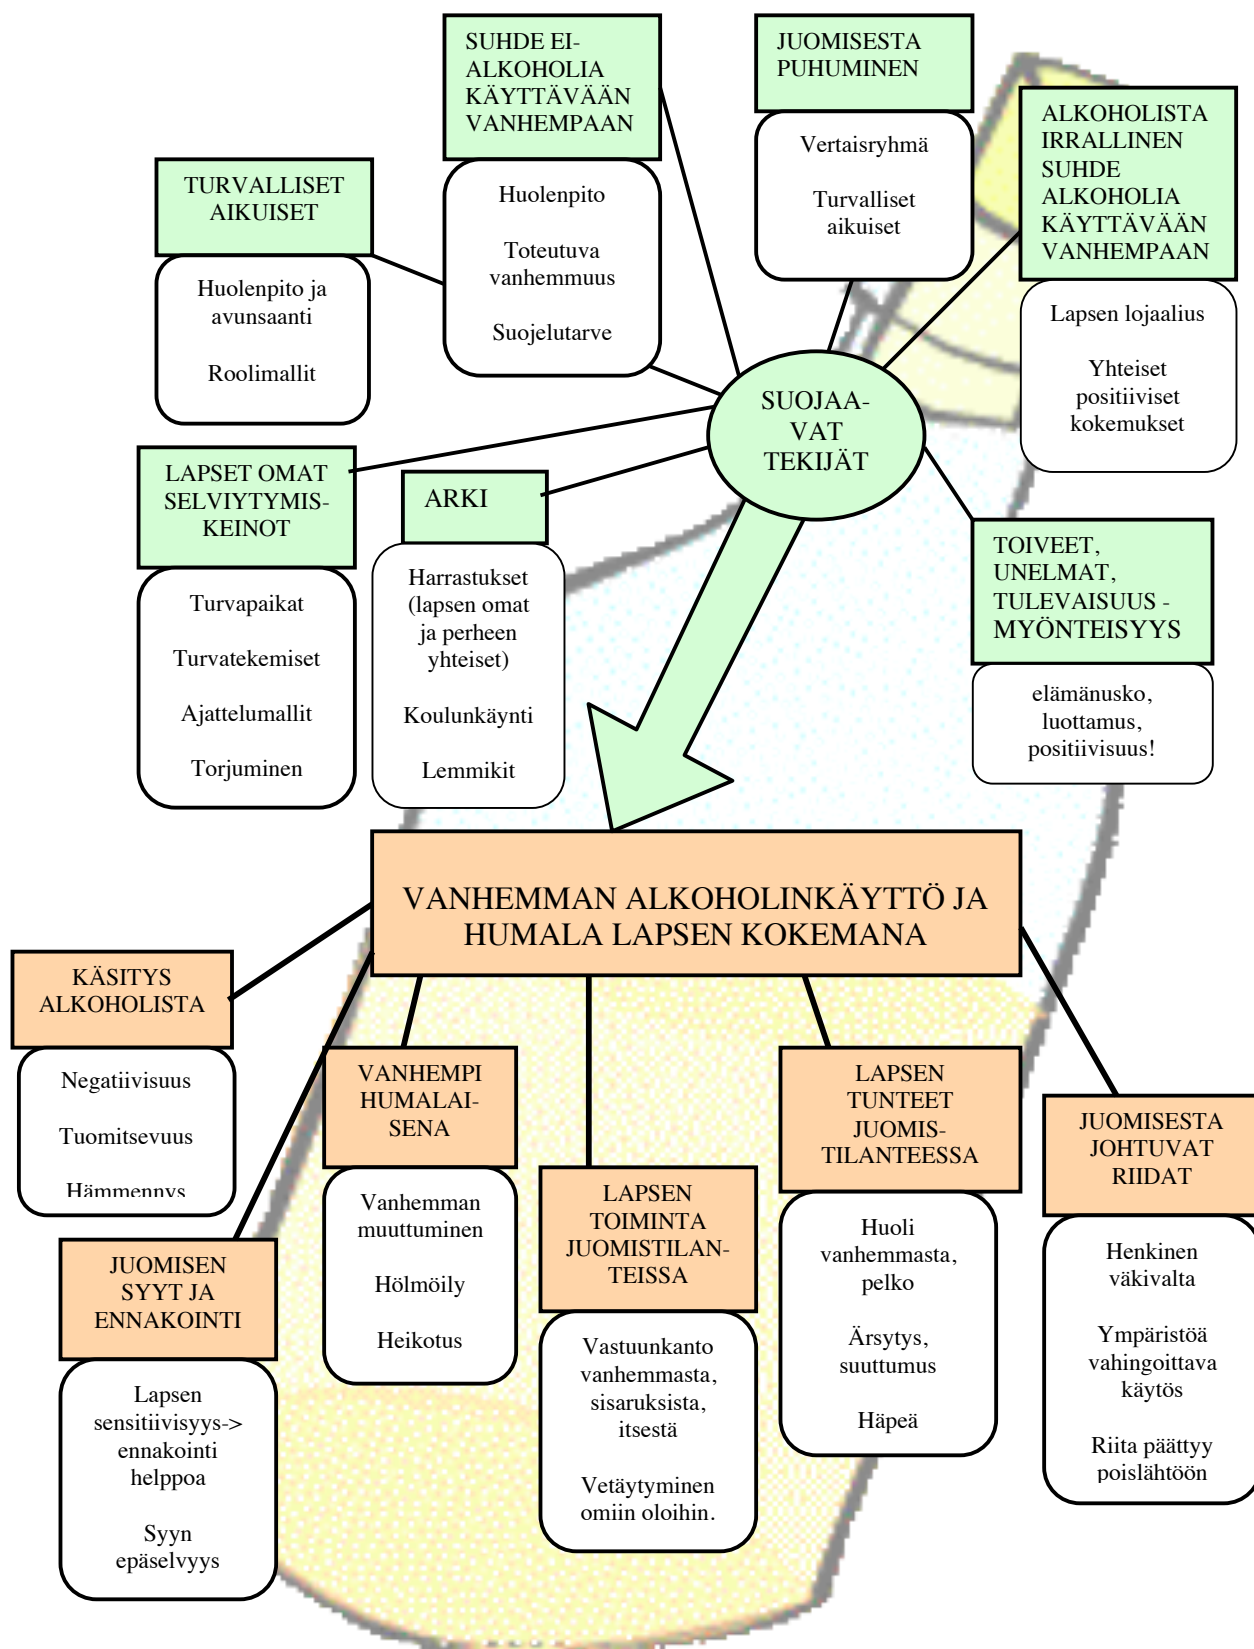 SUHDE EI-
ALKOHOLIA
KÄYTTÄVÄÄN
VANHEMPAAN
Huolenpito
Toteutuva
vanhemmuus
Suojelutarve
JUOMISESTA
PUHUMINEN
Vertaisryhmä
Turvalliset
aikuiset
ALKOHOLISTA
IRRALLINEN
SUHDE
ALKOHOLIA
KÄYTTÄVÄÄN
VANHEMPAAN
Lapsen lojaalius
Yhteiset
positiiviset
kokemukset
TURVALLISET
AIKUISET
Huolenpito ja
avunsaanti
Roolimallit
SUOJAA-
VAT
TEKIJÄT
LAPSET OMAT
SELVIYTYMIS-
KEINOT
Turvapaikat
Turvatekemiset
Ajattelumallit
Torjuminen
ARKI
Harrastukset
(lapsen omat
ja perheen
yhteiset)
Koulunkäynti
Lemmikit
TOIVEET,
UNELMAT,
TULEVAISUUS -
MYÖNTEISYYS
elämänusko,
luottamus,
positiivisuus!
VANHEMMAN ALKOHOLINKÄYTTÖ JA
HUMALA LAPSEN KOKEMANA
KÄSITYS
ALKOHOLISTA
Negatiivisuus
Tuomitsevuus
Hämmennys
JUOMISEN
SYYT JA
ENNAKOINTI
Lapsen
sensitiivisyys->
ennakointi
helppoa
Syyn
epäselvyys
VANHEMPI
HUMALAI-
SENA
Vanhemman
muuttuminen
Hölmöily
Heikotus
LAPSEN
TOIMINTA
JUOMISTILAN-
TEISSA
Vastuunkanto
vanhemmasta,
sisaruksista,
itsestä
Vetäytyminen
omiin oloihin.
LAPSEN
TUNTEET
JUOMIS-
TILANTEESSA
Huoli
vanhemmasta,
pelko
Ärsytys,
suuttumus
Häpeä
JUOMISESTA
JOHTUVAT
RIIDAT
Henkinen
väkivalta
Ympäristöä
vahingoittava
käytös
Riita päättyy
poislähtöön